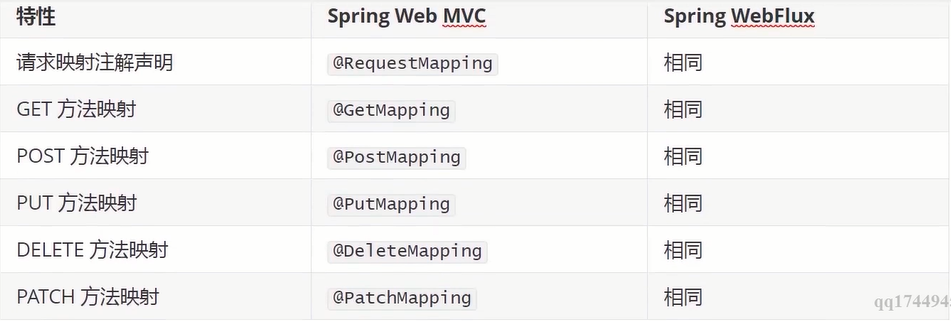 特性 Spring Web MVC Spring WebFlux
请求映射注解声明 @RequestMapping 相同
GET 方法映射 @GetMapping 相同
POST 方法映射 @PostMapping 相同
PUT 方法映射 @PutMapping 相同
DELETE 方法映射 @DeleteMapping 相同
PATCH 方法映射 @PatchMapping 相同